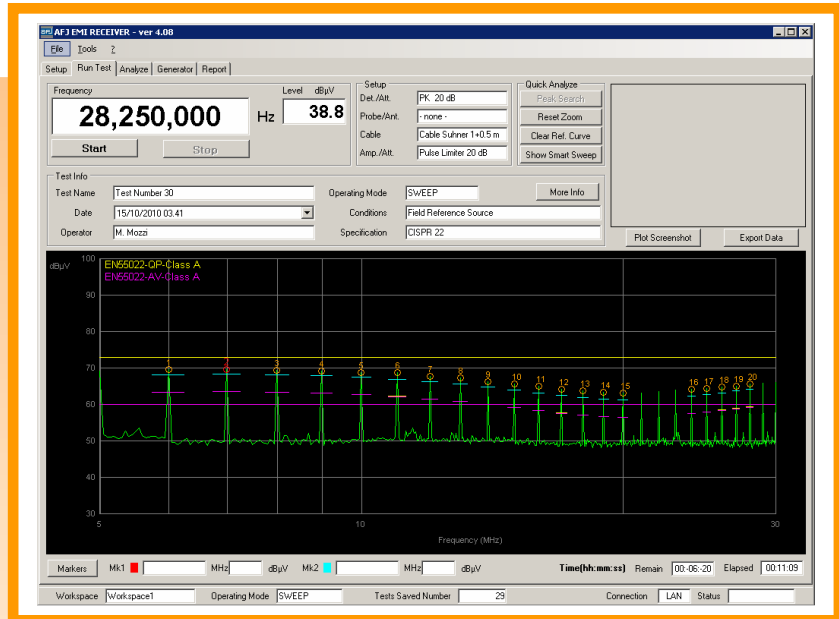 AFJ EMI RECEIVER - ver 4.08
File Tools ?
Setup Run Test Analyze Generator Report
Frequency
28,250,000 Hz
Level dBµV
38.8
Start Stop
Setup
Det./Att. PK 20 dB
Probe/Ant. - none -
Cable Cable Suhner 1+0.5 m
Amp./Att. Pulse Limiter 20 dB
Quick Analyze
Peak Search
Reset Zoom
Clear Ref. Curve
Show Smart Sweep
Test Info
Test Name Test Number 30 Operating Mode SWEEP More Info
Date 15/10/2010 03.41 Conditions Field Reference Source
Operator M. Mozzi Specification CISPR 22
Plot Screenshot Export Data
dBµV 100
EN55022-QP-Class A
EN55022-AV-Class A
90
80
70
60
50
40
30
1 2 3 4 5 6 7 8 9 10 11 12 13 14 15 16 17 18 19 20
5 10 30
Frequency (MHz)
Markers Mk1 MHz dBµV Mk2 MHz dBµV Time(hh:mm:ss) Remain 00:-06:-20 Elapsed 00:11:09
Workspace Workspace1 Operating Mode SWEEP Tests Saved Number 29 Connection LAN Status